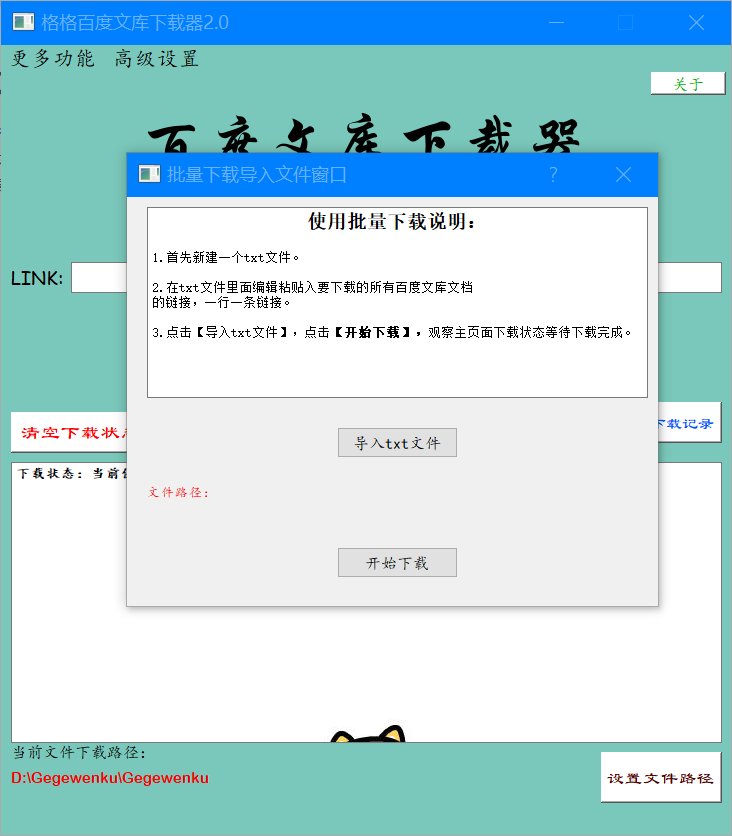 格格百度文库下载器2.0
更多功能 高级设置
关于
百度文库下载器
批量下载导入文件窗口
使用批量下载说明：
1.首先新建一个txt文件。
2.在txt文件里面编辑粘贴入要下载的所有百度文库文档
的链接，一行一条链接。
3.点击【导入txt文件】，点击【开始下载】，观察主页面下载状态等待下载完成。
LINK:
导入txt文件
清空下载状
下载记录
下载状态：当前
文件路径：
开始下载
当前文件下载路径：
D:\Gegewenku\Gegewenku
设置文件路径